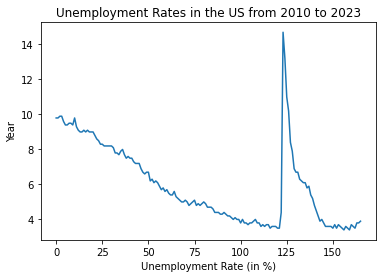 Unemployment Rates in the US from 2010 to 2023
14
12
10
8
6
4
Year
0 25 50 75 100 125 150
Unemployment Rate (in %)